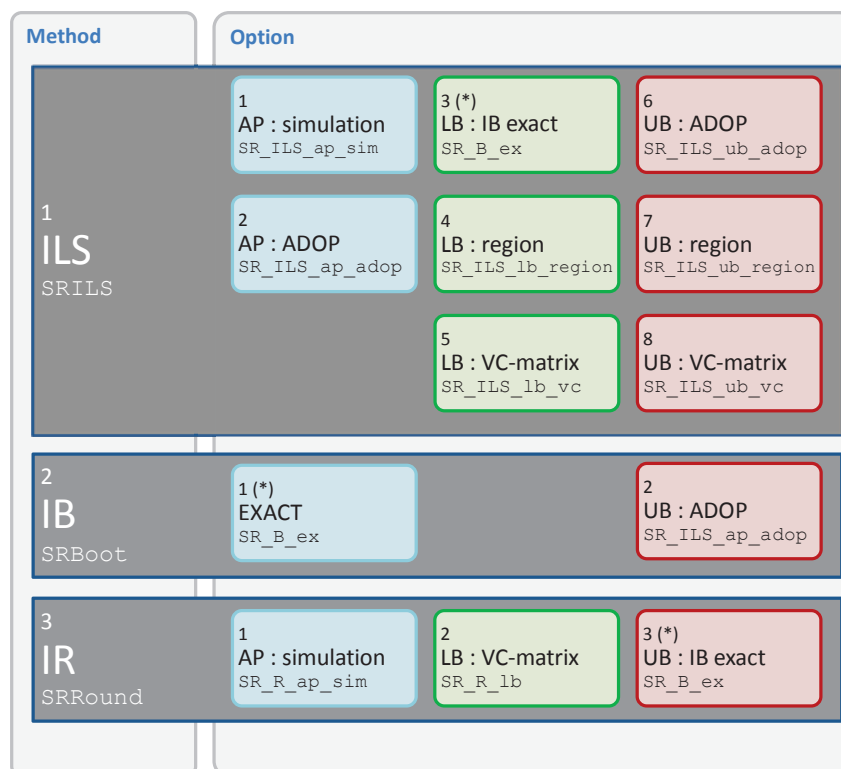 Method
Option
1
ILS
SRILS
1
AP : simulation
SR_ILS_ap_sim
3 (*)
LB : IB exact
SR_B_ex
6
UB : ADOP
SR_ILS_ub_adop
2
AP : ADOP
SR_ILS_ap_adop
4
LB : region
SR_ILS_lb_region
7
UB : region
SR_ILS_ub_region
5
LB : VC-matrix
SR_ILS_lb_vc
8
UB : VC-matrix
SR_ILS_ub_vc
2
IB
SRBoot
1 (*)
EXACT
SR_B_ex
2
UB : ADOP
SR_ILS_ap_adop
3
IR
SRRound
1
AP : simulation
SR_R_ap_sim
2
LB : VC-matrix
SR_R_lb
3 (*)
UB : IB exact
SR_B_ex